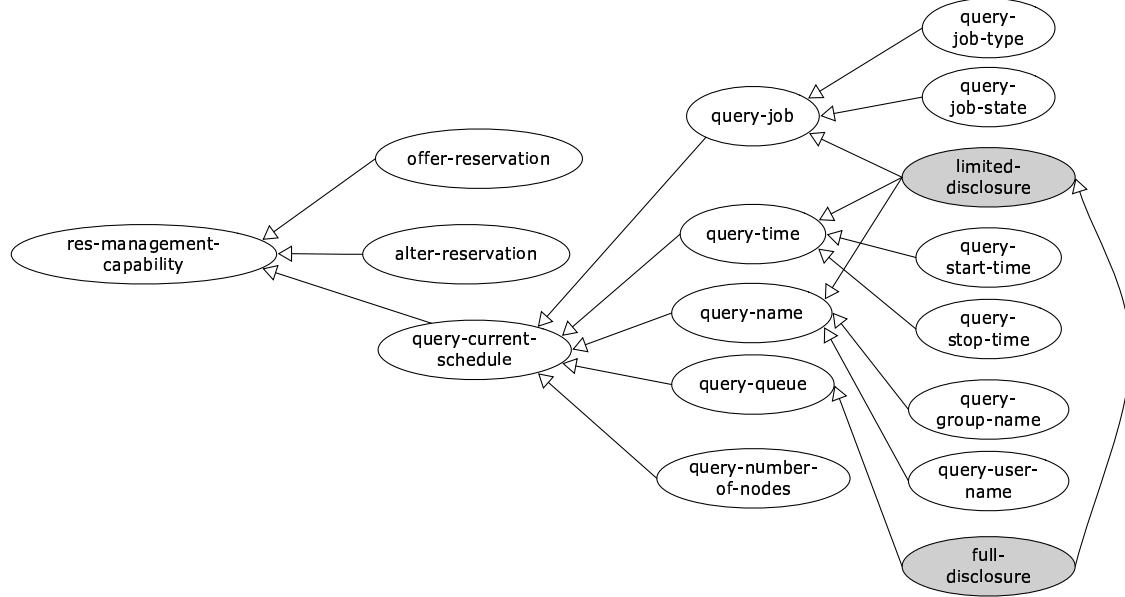 res-management-
capability
offer-reservation
alter-reservation
query-current-
schedule
query-job
query-time
query-name
query-queue
query-number-
of-nodes
query-
job-type
query-
job-state
limited-
disclosure
query-
start-time
query-
stop-time
query-
group-name
query-user-
name
full-
disclosure